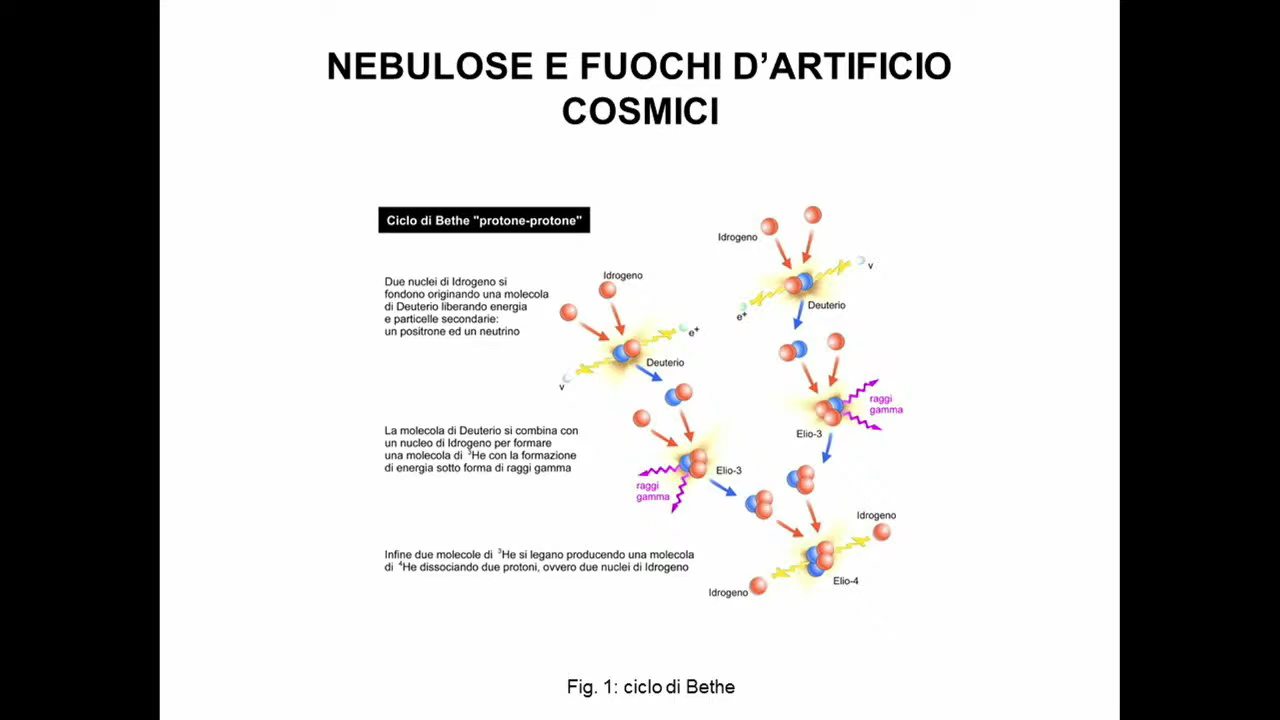 NEBULOSE E FUOCHI D’ARTIFICIO
COSMICI
Ciclo di Bethe "protone-protone"
Due nuclei di Idrogeno si
fondono originando una molecola
di Deuterio liberando energia
e particelle secondarie:
un positrone ed un neutrino
La molecola di Deuterio si combina con
un nucleo di Idrogeno per formare
una molecola di ³He con la formazione
di energia sotto forma di raggi gamma
Infine due molecole di ³He si legano producendo una molecola
di ⁴He dissociando due protoni, ovvero due nuclei di Idrogeno
Idrogeno
e⁺
Deuterio
v
Elio-3
raggi
gamma
Idrogeno
v
e⁺
Deuterio
raggi
gamma
Elio-3
Idrogeno
Elio-4
Idrogeno
Fig. 1: ciclo di Bethe